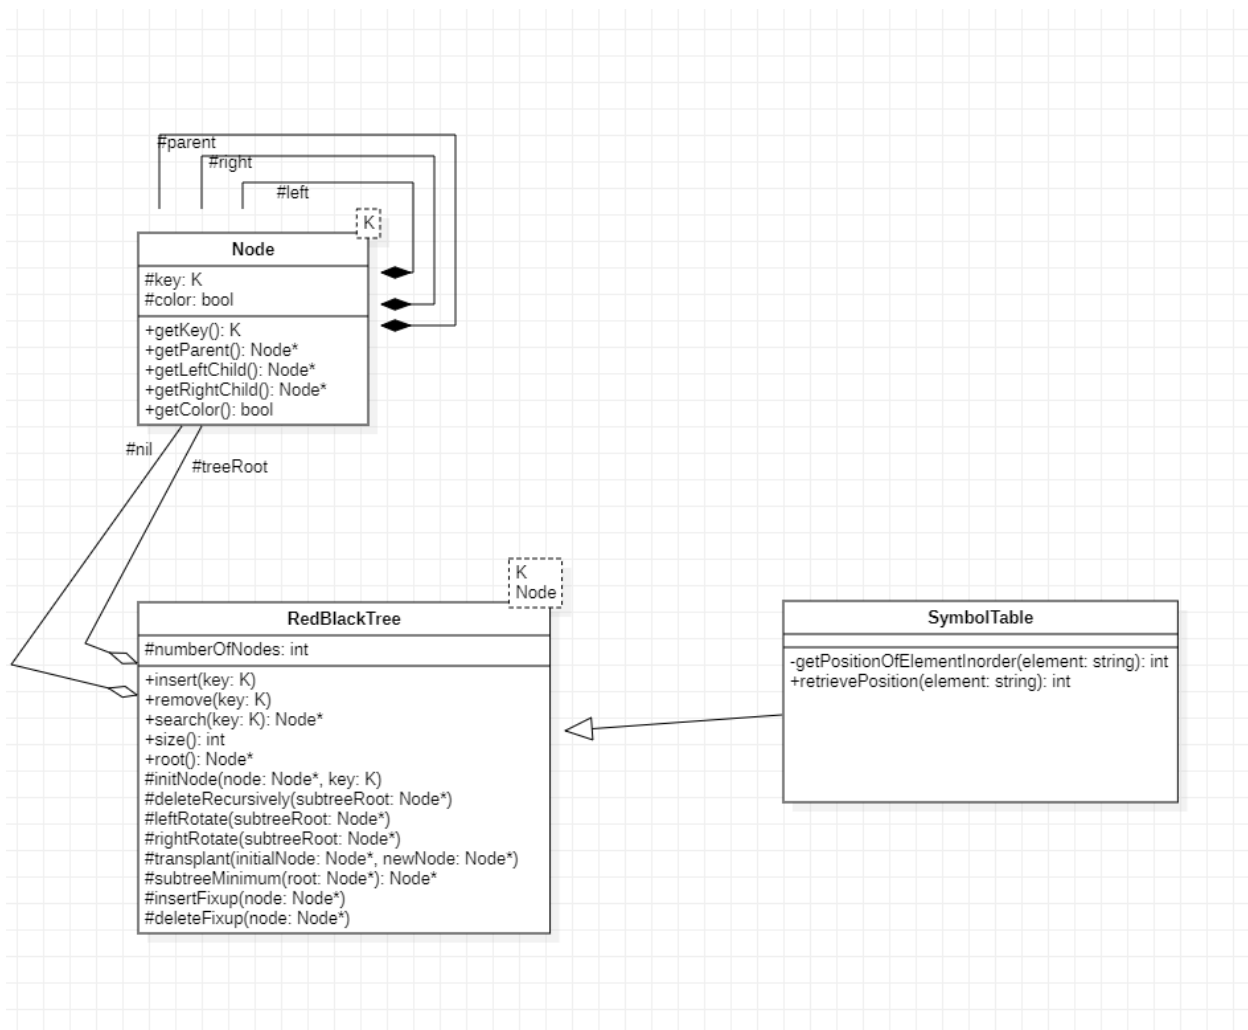 #parent
#right
#left
K
Node
#key: K
#color: bool
+getKey(): K
+getParent(): Node*
+getLeftChild(): Node*
+getRightChild(): Node*
+getColor(): bool
#nil
#treeRoot
K
Node
RedBlackTree
#numberOfNodes: int
+insert(key: K)
+remove(key: K)
+search(key: K): Node*
+size(): int
+root(): Node*
#initNode(node: Node*, key: K)
#deleteRecursively(subtreeRoot: Node*)
#leftRotate(subtreeRoot: Node*)
#rightRotate(subtreeRoot: Node*)
#transplant(initialNode: Node*, newNode: Node*)
#subtreeMinimum(root: Node*): Node*
#insertFixup(node: Node*)
#deleteFixup(node: Node*)
SymbolTable
-getPositionOfElementInorder(element: string): int
+retrievePosition(element: string): int